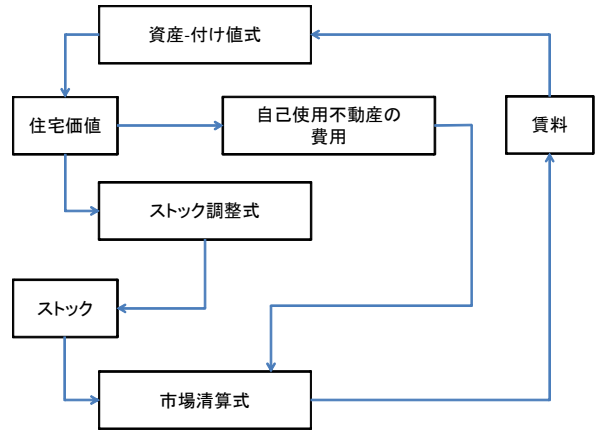 資産-付け値式
住宅価値
自己使用不動産の
費用
賃料
ストック調整式
ストック
市場清算式